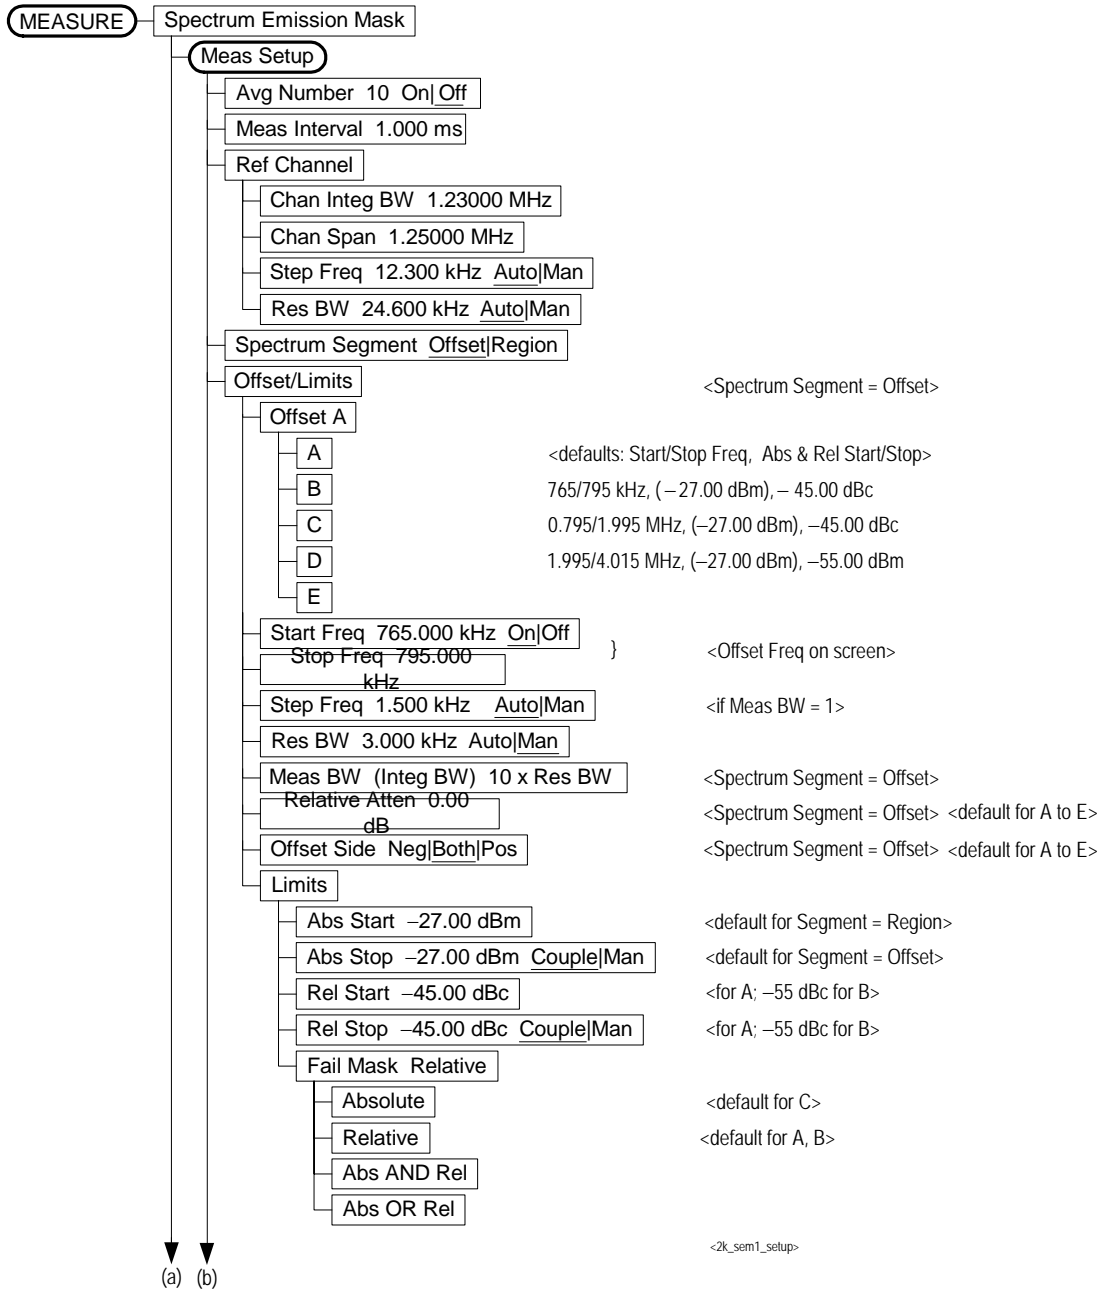 MEASURE Spectrum Emission Mask
Meas Setup
Avg Number 10 On|Off
Meas Interval 1.000 ms
Ref Channel
Chan Integ BW 1.23000 MHz
Chan Span 1.25000 MHz
Step Freq 12.300 kHz Auto|Man
Res BW 24.600 kHz Auto|Man
Spectrum Segment Offset|Region
Offset/Limits <Spectrum Segment = Offset>
Offset A
A <defaults: Start/Stop Freq, Abs & Rel Start/Stop>
B 765/795 kHz, (−27.00 dBm),− 45.00 dBc
C 0.795/1.995 MHz, (−27.00 dBm), −45.00 dBc
D 1.995/4.015 MHz, (−27.00 dBm), −55.00 dBm
E
Start Freq 765.000 kHz On|Off } <Offset Freq on screen>
Stop Freq 795.000
kHz
Step Freq 1.500 kHz Auto|Man <if Meas BW = 1>
Res BW 3.000 kHz Auto|Man
Meas BW (Integ BW) 10 x Res BW <Spectrum Segment = Offset>
Relative Atten 0.00
dB <Spectrum Segment = Offset> <default for A to E>
Offset Side Neg|Both|Pos <Spectrum Segment = Offset> <default for A to E>
Limits
Abs Start −27.00 dBm <default for Segment = Region>
Abs Stop −27.00 dBm Couple|Man <default for Segment = Offset>
Rel Start −45.00 dBc <for A; −55 dBc for B>
Rel Stop −45.00 dBc Couple|Man <for A; −55 dBc for B>
Fail Mask Relative
Absolute <default for C>
Relative <default for A, B>
Abs AND Rel
Abs OR Rel
<2k_sem1_setup>
(a) (b)